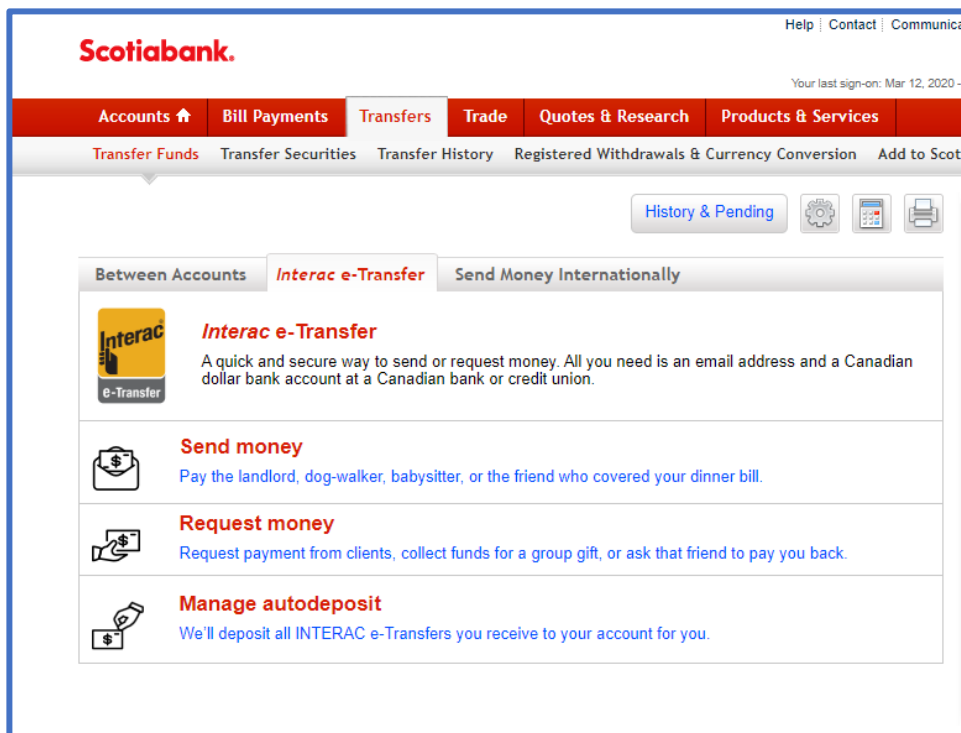 Help Contact Communica
Scotiabank.
Your last sign-on: Mar 12, 2020 -
Accounts Bill Payments Transfers Trade Quotes & Research Products & Services
Transfer Funds Transfer Securities Transfer History Registered Withdrawals & Currency Conversion Add to Scot
History & Pending
Between Accounts Interac e-Transfer Send Money Internationally
Interac
e-Transfer
Interac e-Transfer
A quick and secure way to send or request money. All you need is an email address and a Canadian
dollar bank account at a Canadian bank or credit union.
Send money
Pay the landlord, dog-walker, babysitter, or the friend who covered your dinner bill.
Request money
Request payment from clients, collect funds for a group gift, or ask that friend to pay you back.
Manage autodeposit
We'll deposit all INTERAC e-Transfers you receive to your account for you.